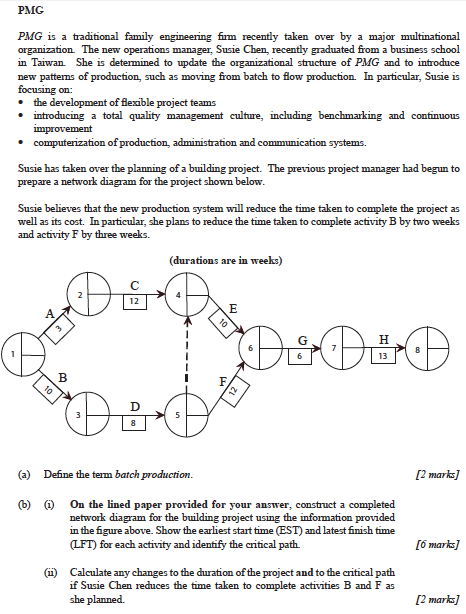 PMG
PMG is a traditional family engineering firm recently taken over by a major multinational
organization. The new operations manager, Susie Chen, recently graduated from a business school
in Taiwan. She is determined to update the organizational structure of PMG and to introduce
new patterns of production, such as moving from batch to flow production. In particular, Susie is
focusing on:
• the development of flexible project teams
• introducing a total quality management culture, including benchmarking and continuous
improvement
• computerization of production, administration and communication systems.
Susie has taken over the planning of a building project. The previous project manager had begun to
prepare a network diagram for the project shown below.
Susie believes that the new production system will reduce the time taken to complete the project as
well as its cost. In particular, she plans to reduce the time taken to complete activity B by two weeks
and activity F by three weeks.
(durations are in weeks)
C
2
12
4
A
3
E
10
1
6
G
6
7
H
13
8
B
10
F
12
3
D
8
5
(a) Define the term batch production. [2 marks]
(b) (i) On the lined paper provided for your answer, construct a completed
network diagram for the building project using the information provided
in the figure above. Show the earliest start time (EST) and latest finish time
(LFT) for each activity and identify the critical path. [6 marks]
(ii) Calculate any changes to the duration of the project and to the critical path
if Susie Chen reduces the time taken to complete activities B and F as
she planned. [2 marks]